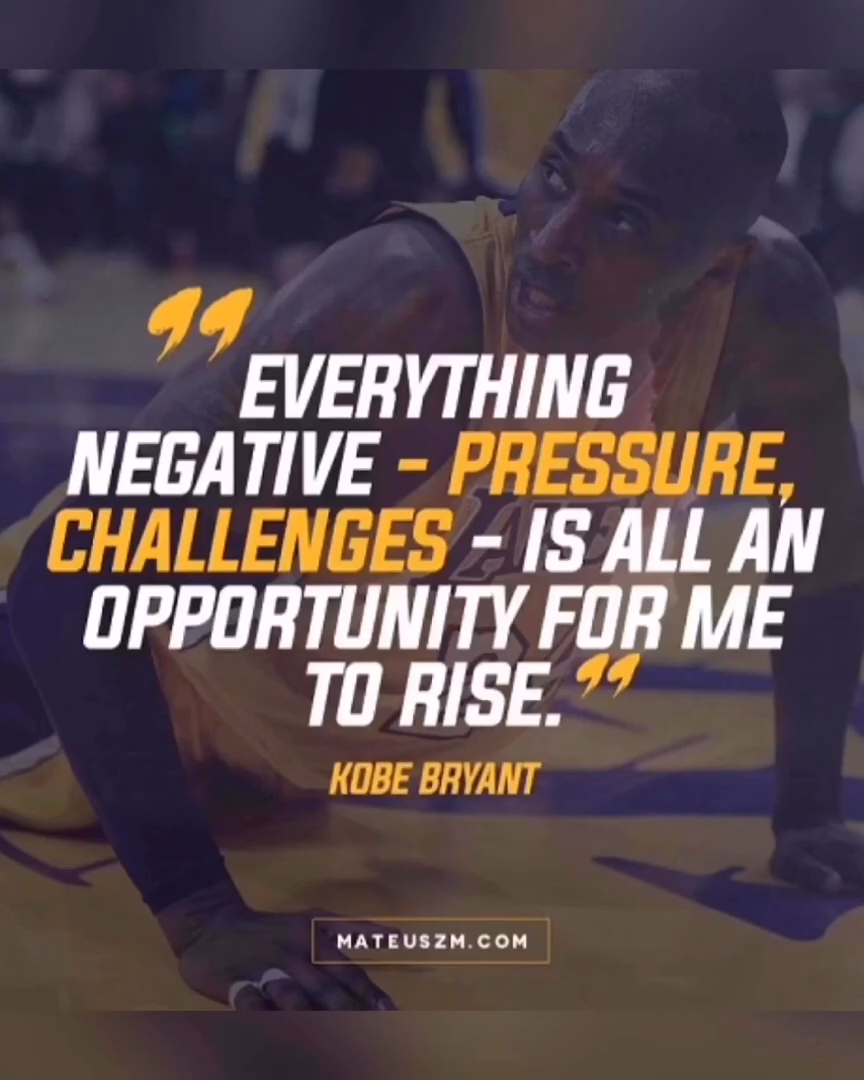 "EVERYTHING
NEGATIVE - PRESSURE,
CHALLENGES - IS ALL AN
OPPORTUNITY FOR ME
TO RISE."
KOBE BRYANT
MATEUSZM.COM